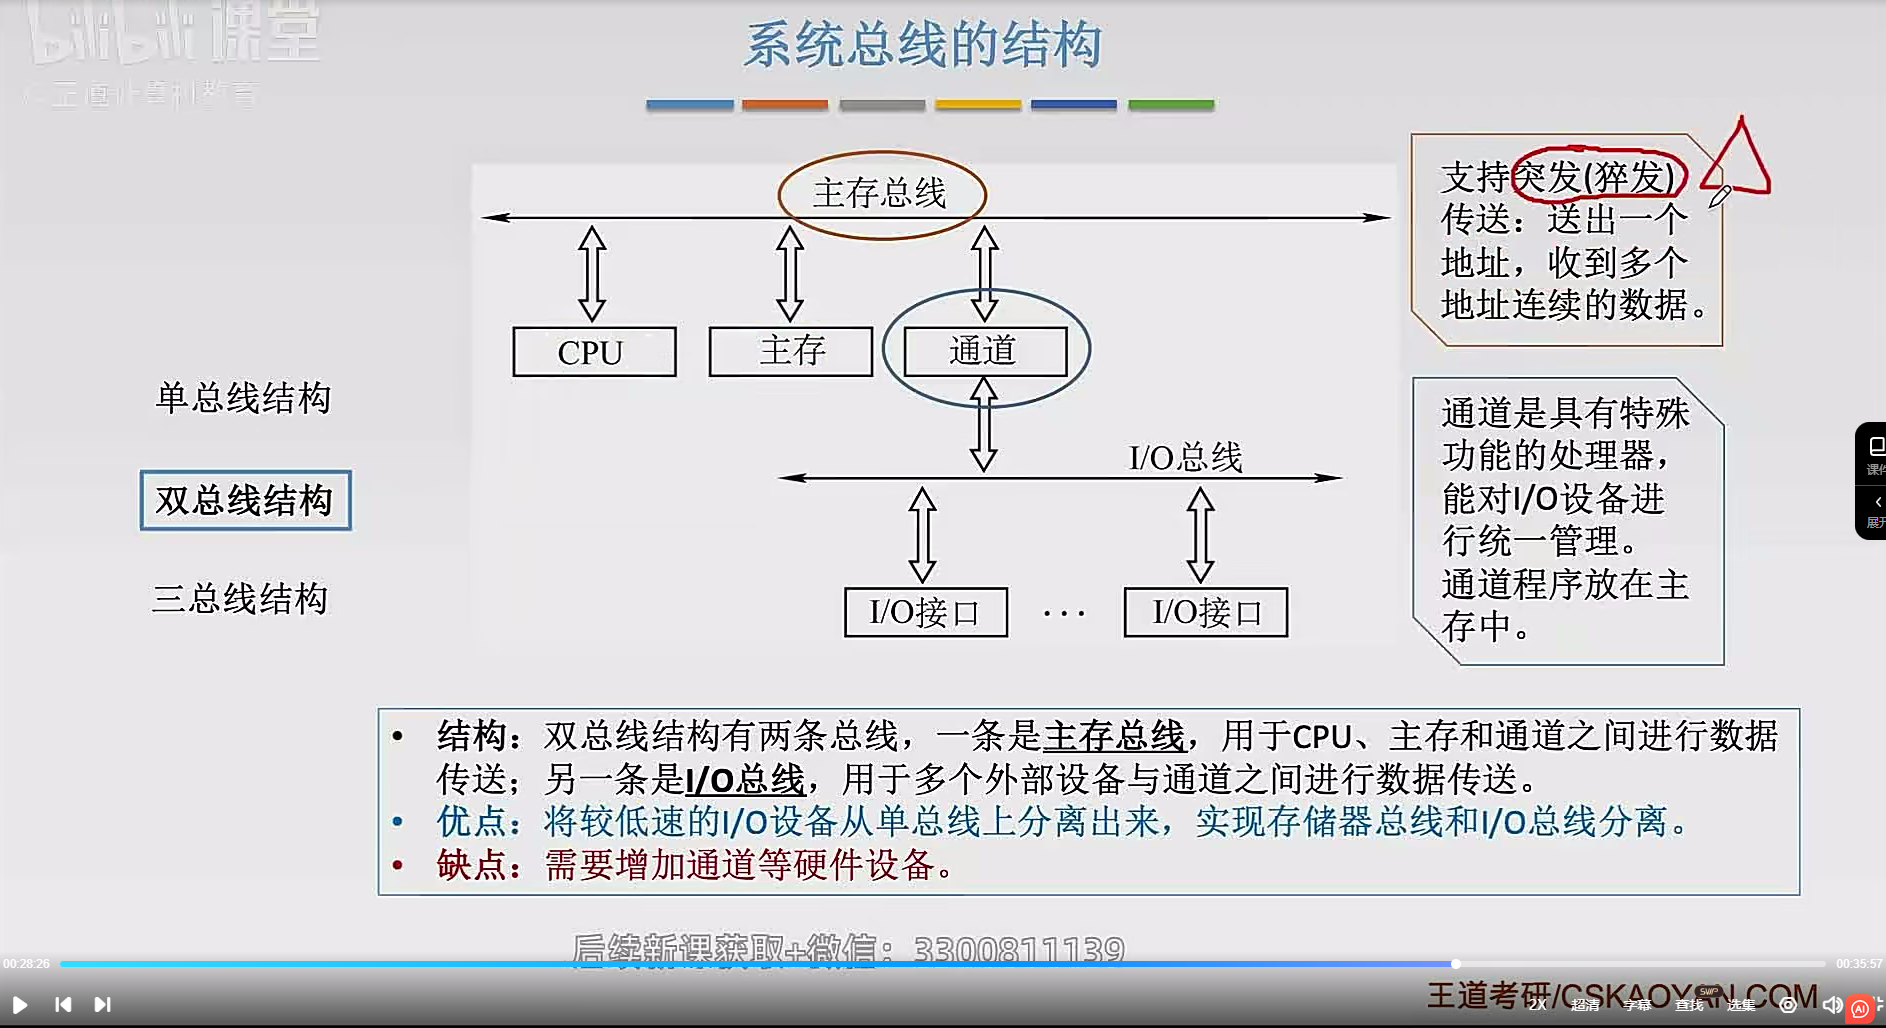 bilibili课堂
系统总线的结构
主存总线
CPU
主存
通道
I/O总线
I/O接口
···
I/O接口
单总线结构
双总线结构
三总线结构
支持突发(猝发)
传送：送出一个
地址，收到多个
地址连续的数据。
通道是具有特殊
功能的处理器，
能对I/O设备进
行统一管理。
通道程序放在主
存中。
• 结构：双总线结构有两条总线，一条是主存总线，用于CPU、主存和通道之间进行数据
传送；另一条是I/O总线，用于多个外部设备与通道之间进行数据传送。
• 优点：将较低速的I/O设备从单总线上分离出来，实现存储器总线和I/O总线分离。
• 缺点：需要增加通道等硬件设备。
后续新课获取+微信：3300811139
00:28:26
00:35:57
王道考研/CSKAOYAN.COM
2X
超清
字幕
查找
选集
课件
展开
AI